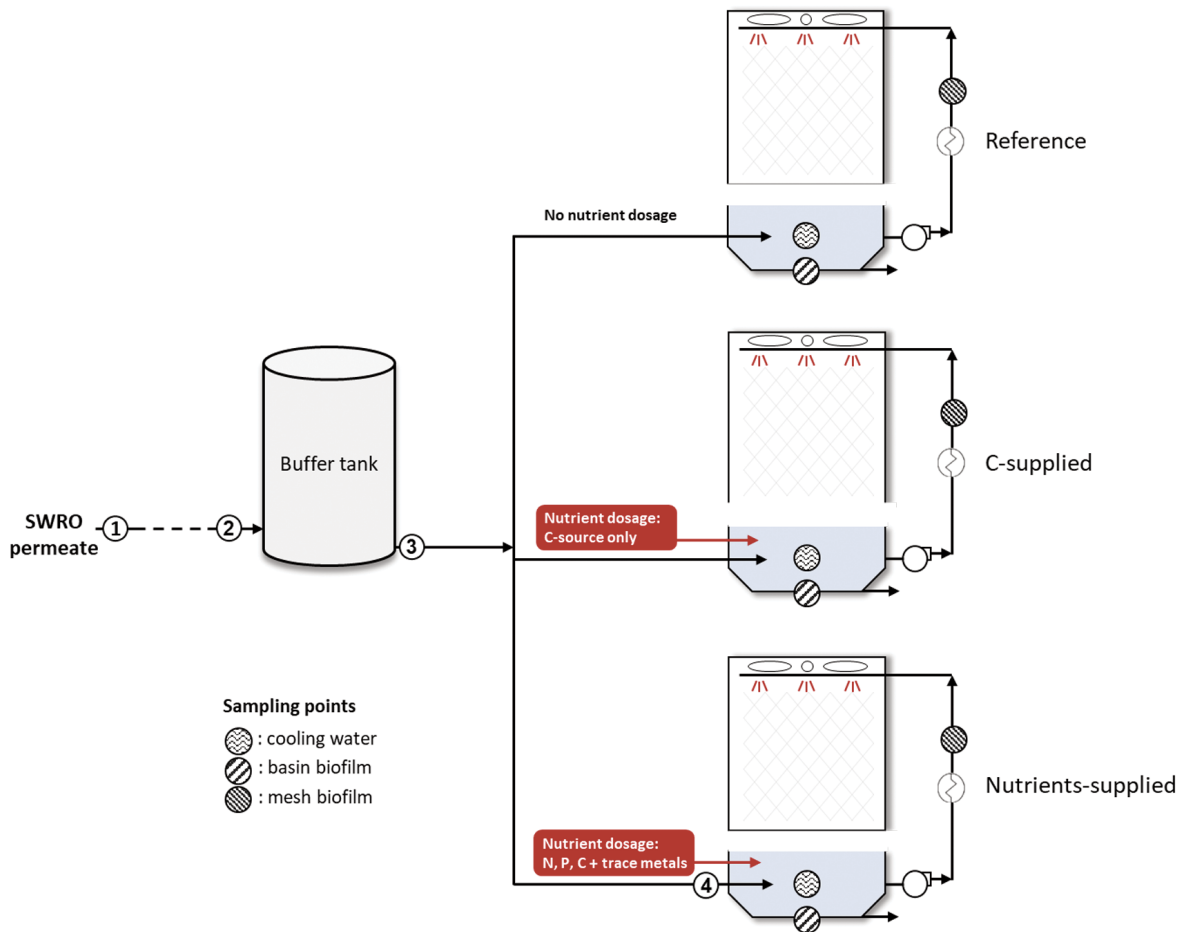 Reference
No nutrient dosage
Buffer tank
SWRO
permeate
1
2
3
Nutrient dosage:
C-source only
C-supplied
Sampling points
: cooling water
: basin biofilm
: mesh biofilm
Nutrients-supplied
Nutrient dosage:
N, P, C + trace metals
4